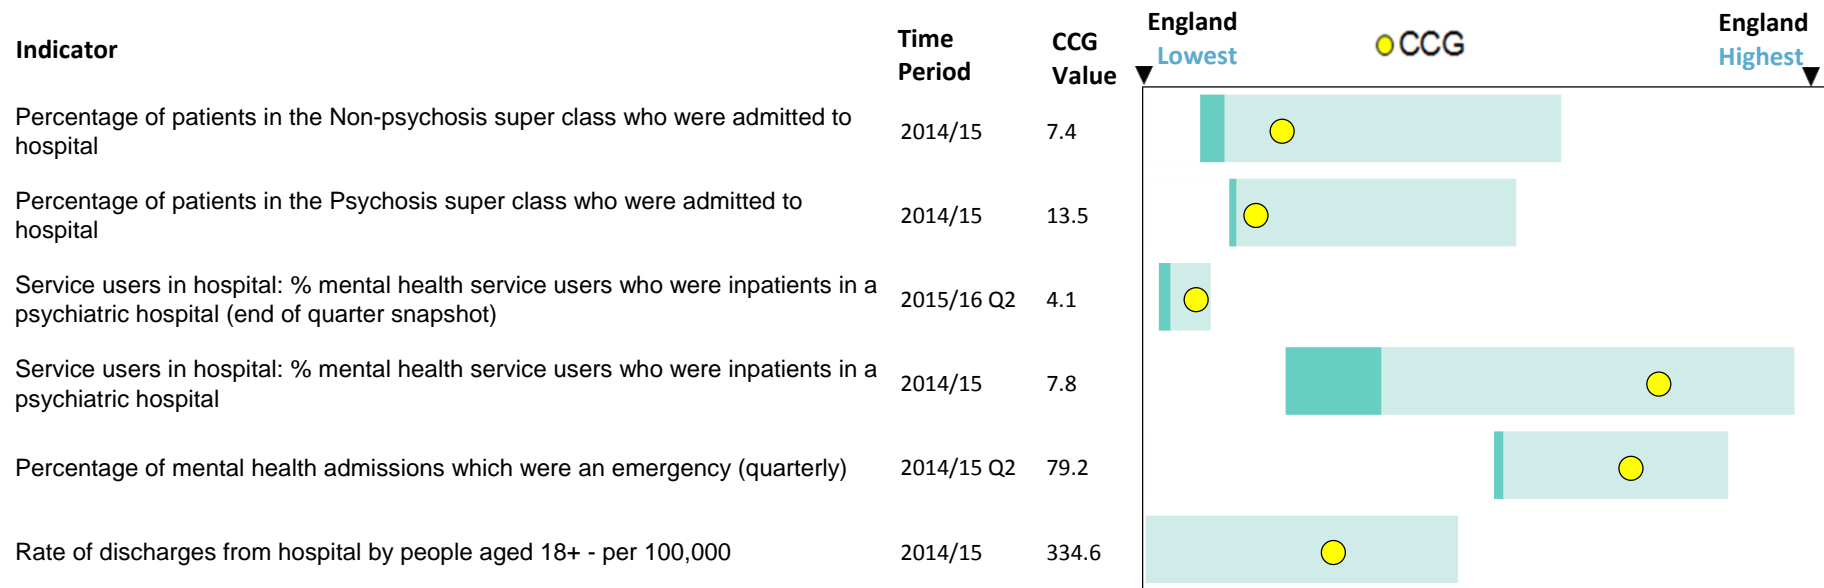 Indicator
Time Period
CCG Value
England Lowest
CCG
England Highest
Percentage of patients in the Non-psychosis super class who were admitted to
hospital
2014/15
7.4
Percentage of patients in the Psychosis super class who were admitted to
hospital
2014/15
13.5
Service users in hospital: % mental health service users who were inpatients in a
psychiatric hospital (end of quarter snapshot)
2015/16 Q2
4.1
Service users in hospital: % mental health service users who were inpatients in a
psychiatric hospital
2014/15
7.8
Percentage of mental health admissions which were an emergency (quarterly)
2014/15 Q2
79.2
Rate of discharges from hospital by people aged 18+ - per 100,000
2014/15
334.6